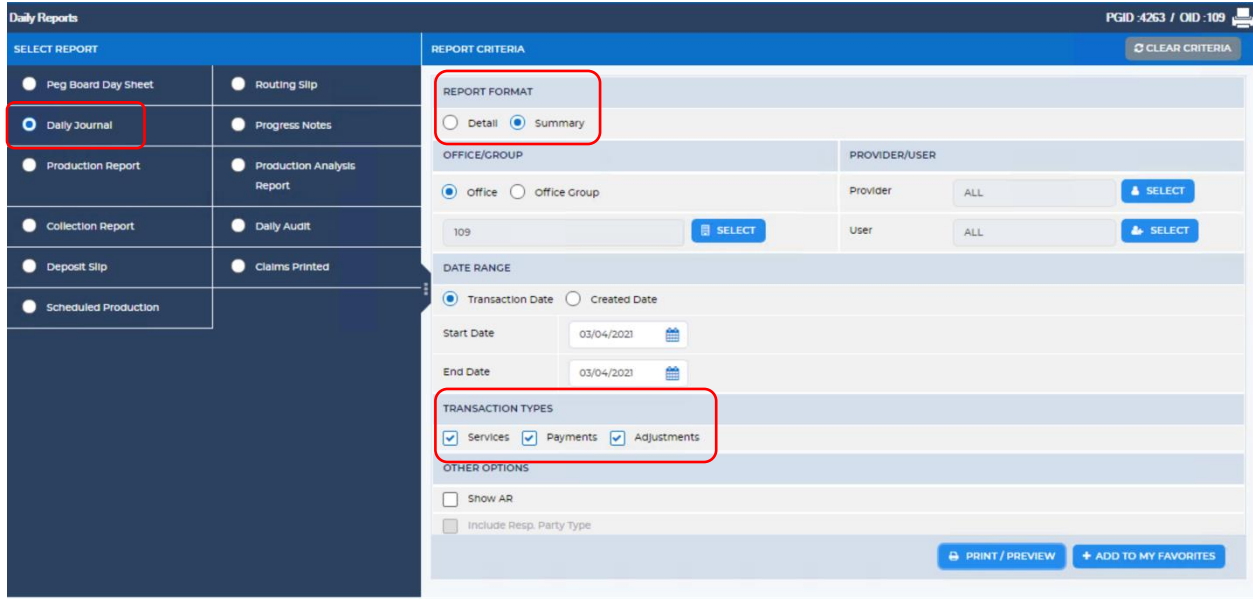 Daily Reports PGID :4263 / OID :109
SELECT REPORT
Peg Board Day Sheet Routing Slip
Daily Journal Progress Notes
Production Report Production Analysis
Report
Collection Report Daily Audit
Deposit Slip Claims Printed
Scheduled Production
REPORT CRITERIA CLEAR CRITERIA
REPORT FORMAT
Detail Summary
OFFICE/GROUP PROVIDER/USER
Office Office Group Provider ALL SELECT
109 SELECT User ALL SELECT
DATE RANGE
Transaction Date Created Date
Start Date 03/04/2021
End Date 03/04/2021
TRANSACTION TYPES
Services Payments Adjustments
OTHER OPTIONS
Show AR
Include Resp. Party Type
PRINT / PREVIEW + ADD TO MY FAVORITES